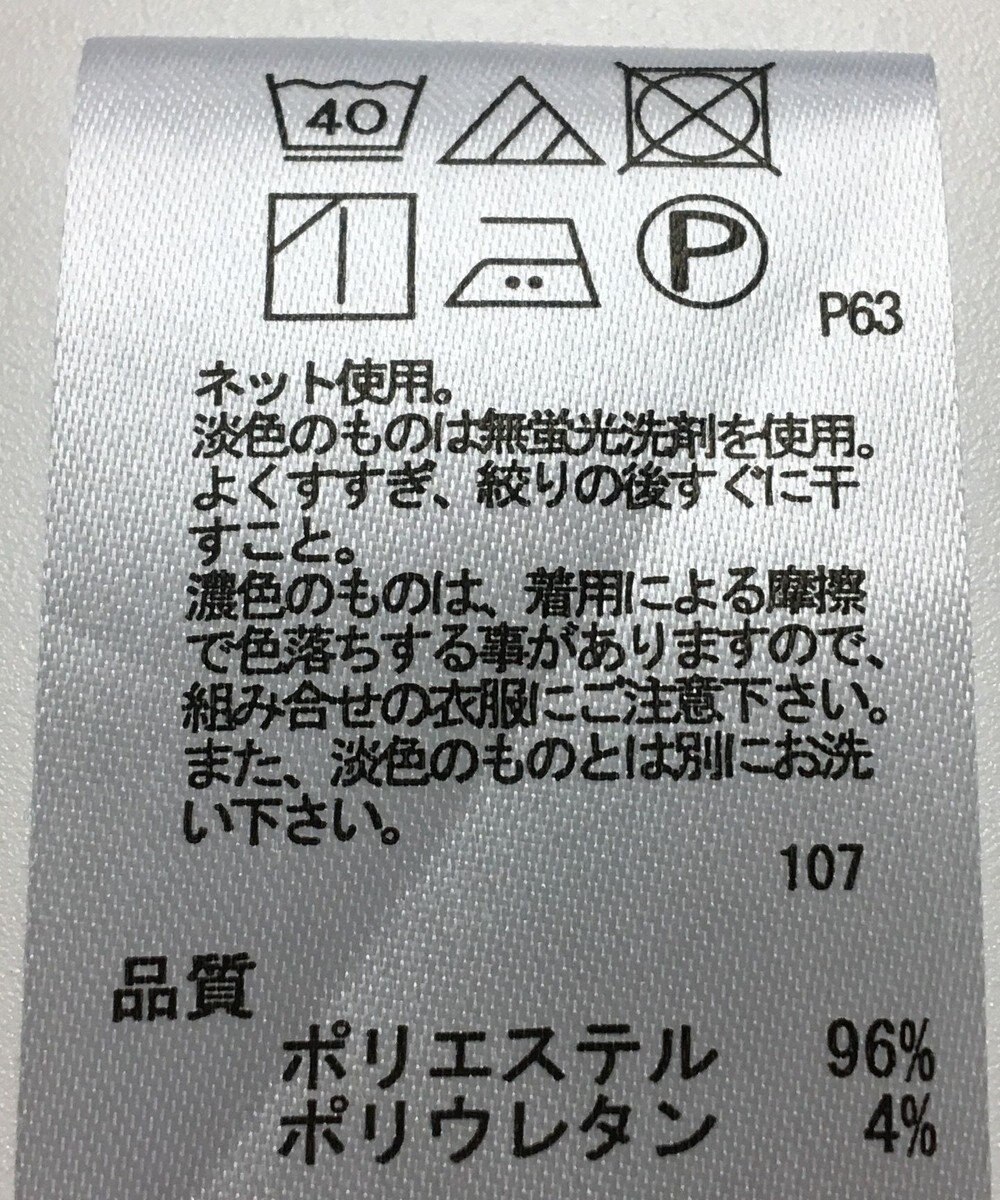 40
P
P63
ネット使用。
淡色のものは無蛍光洗剤を使用。
よくすすぎ、絞りの後すぐに干
すこと。
濃色のものは、着用による摩擦
で色落ちする事がありますので、
組み合せの衣服にご注意下さい。
また、淡色のものとは別にお洗
い下さい。
107
品質
ポリエステル 96%
ポリウレタン 4%